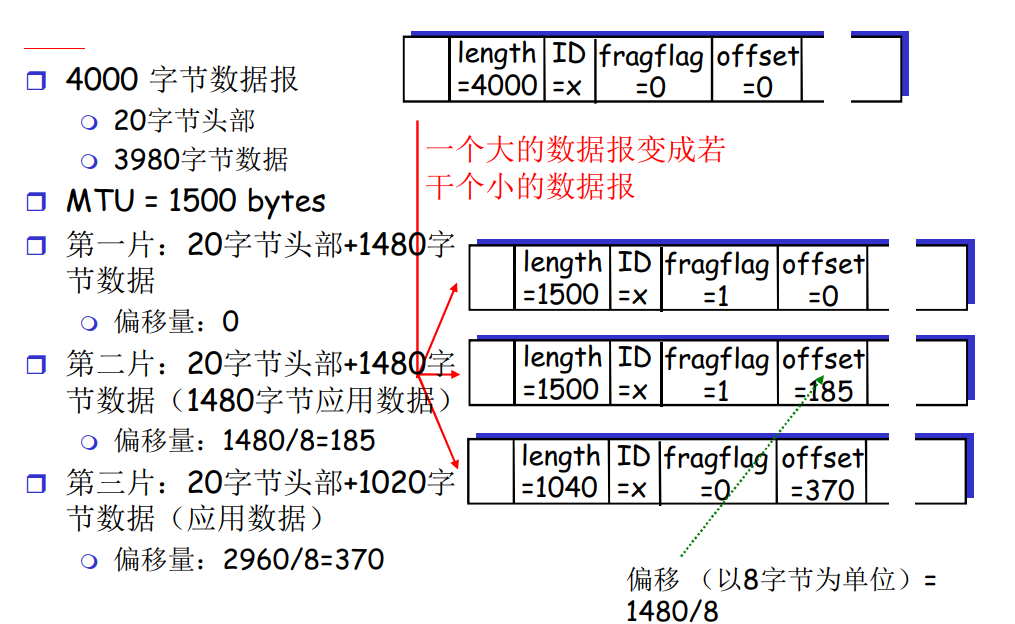 4000 字节数据报
20字节头部
3980字节数据
MTU = 1500 bytes
第一片：20字节头部+1480字
节数据
偏移量：0
第二片：20字节头部+1480字
节数据（1480字节应用数据）
偏移量：1480/8=185
第三片：20字节头部+1020字
节数据（应用数据）
偏移量：2960/8=370
length ID fragflag offset
=4000 =x =0 =0
一个大的数据报变成若
干个小的数据报
length ID fragflag offset
=1500 =x =1 =0
length ID fragflag offset
=1500 =x =1 =185
length ID fragflag offset
=1040 =x =0 =370
偏移 （以8字节为单位）=
1480/8